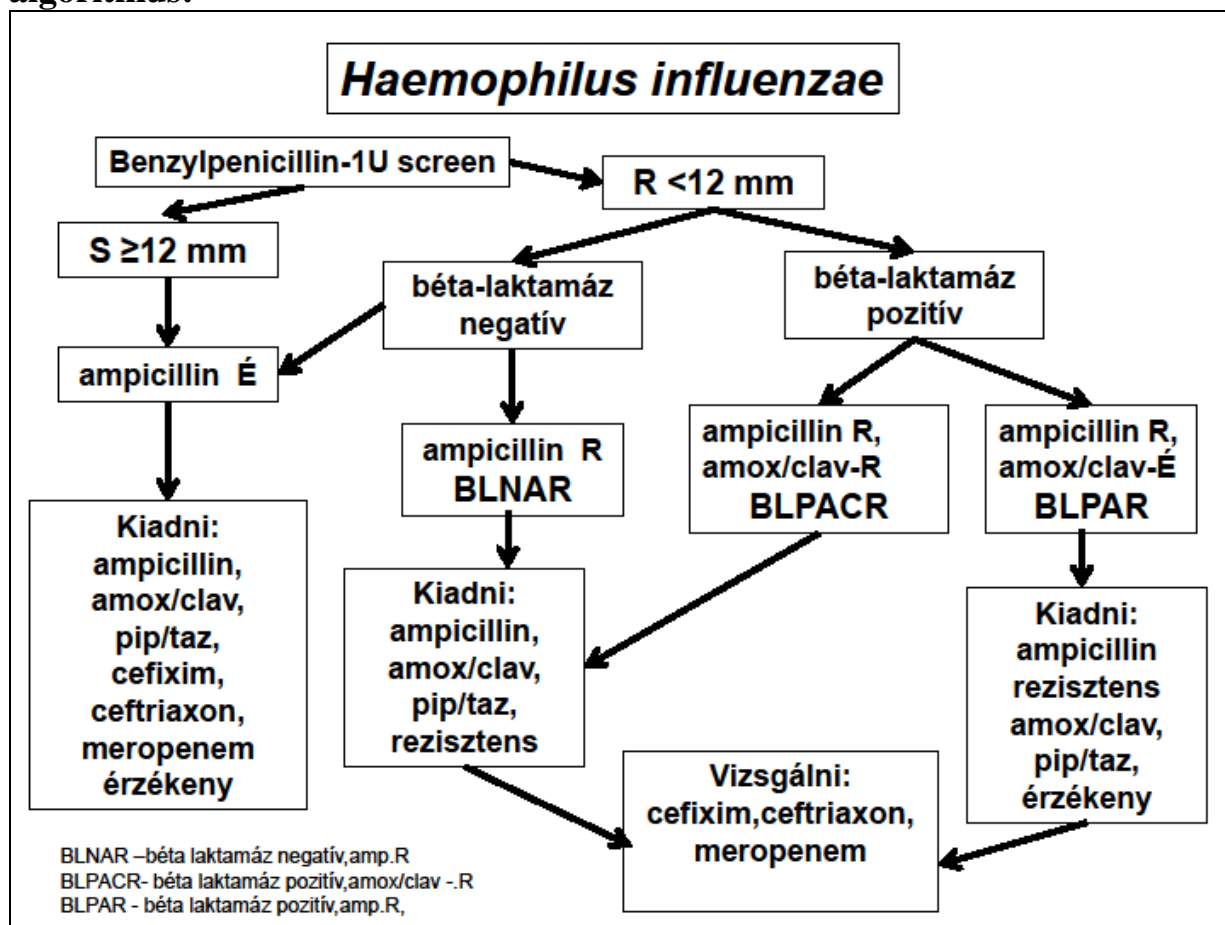 algoritmus:
Haemophilus influenzae
Benzylpenicillin-1U screen
R <12 mm
S ≥12 mm
béta-laktamáz
negatív
béta-laktamáz
pozitív
ampicillin É
ampicillin R
BLNAR
ampicillin R,
amox/clav-R
BLPACR
ampicillin R,
amox/clav-É
BLPAR
Kiadni:
ampicillin,
amox/clav,
pip/taz,
cefixim,
ceftriaxon,
meropenem
érzékeny
Kiadni:
ampicillin,
amox/clav,
pip/taz,
rezisztens
Kiadni:
ampicillin
rezisztens
amox/clav,
pip/taz,
érzékeny
Vizsgálni:
cefixim,ceftriaxon,
meropenem
BLNAR –béta laktamáz negatív,amp.R
BLPACR- béta laktamáz pozitív,amox/clav -.R
BLPAR - béta laktamáz pozitív,amp.R,